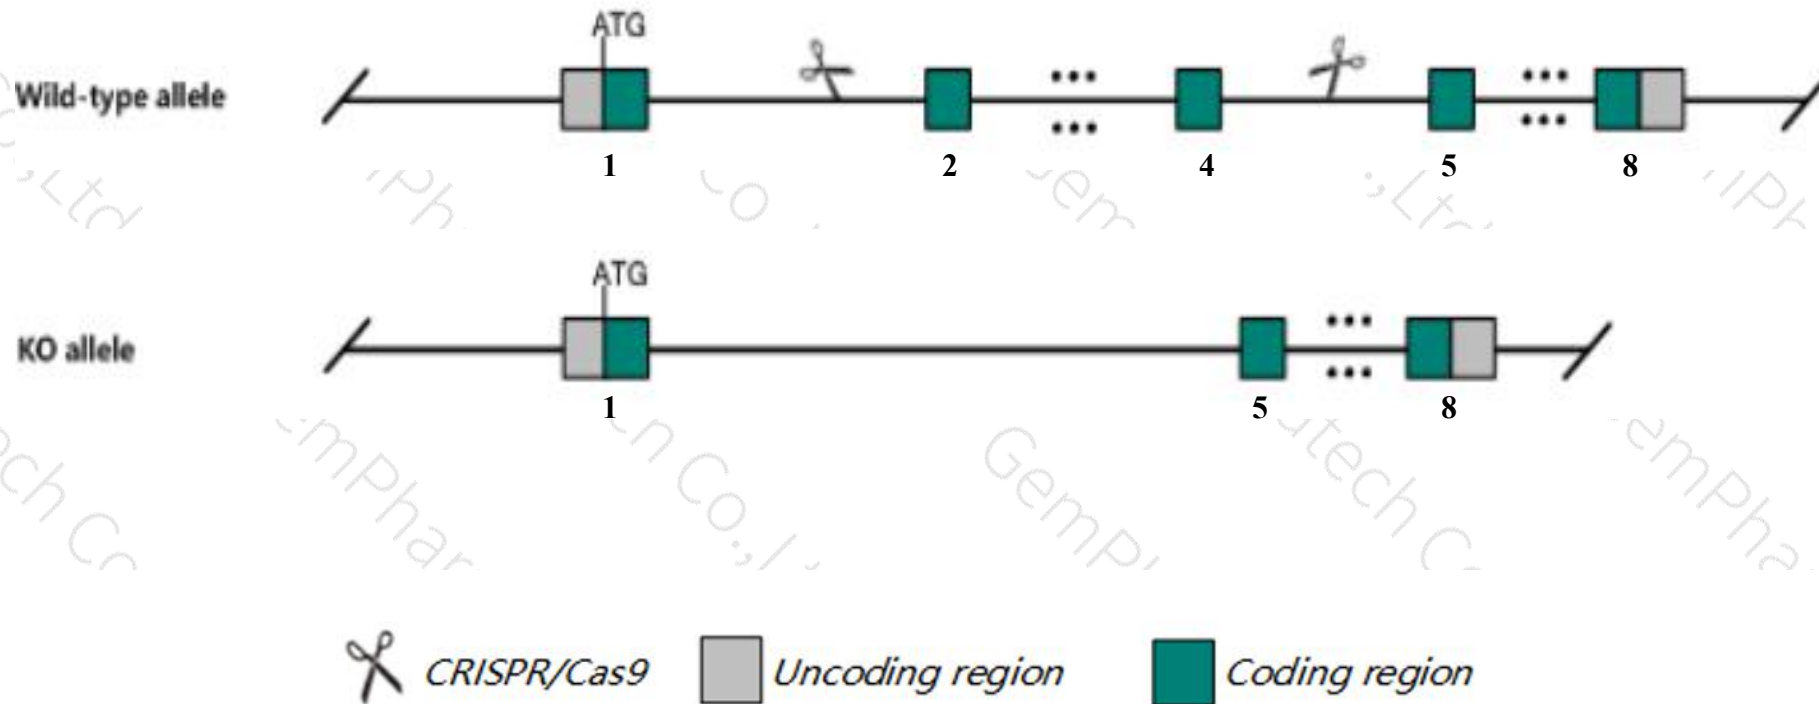 ATG
Wild-type allele
1 2 4 5 8
ATG
KO allele
1 5 8
GemPh
CRISPR/Cas9 Uncoding region Coding region